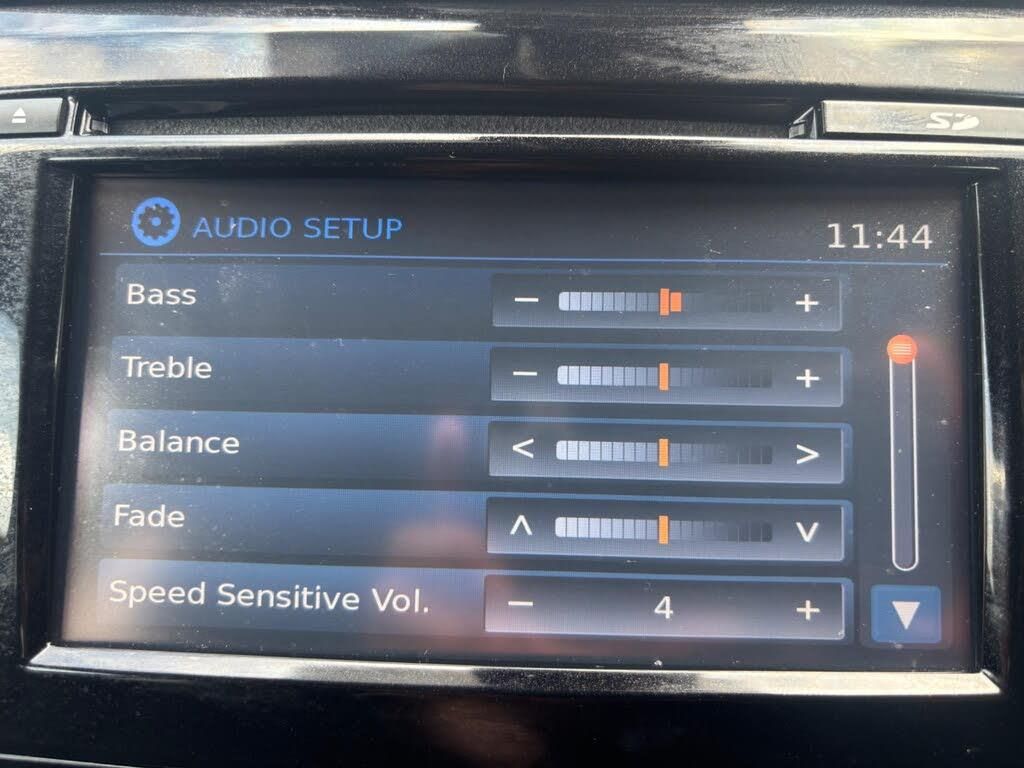 SD
AUDIO SETUP
11:44
Bass − +
Treble − +
Balance < >
Fade ˄ ˅
Speed Sensitive Vol. − 4 +